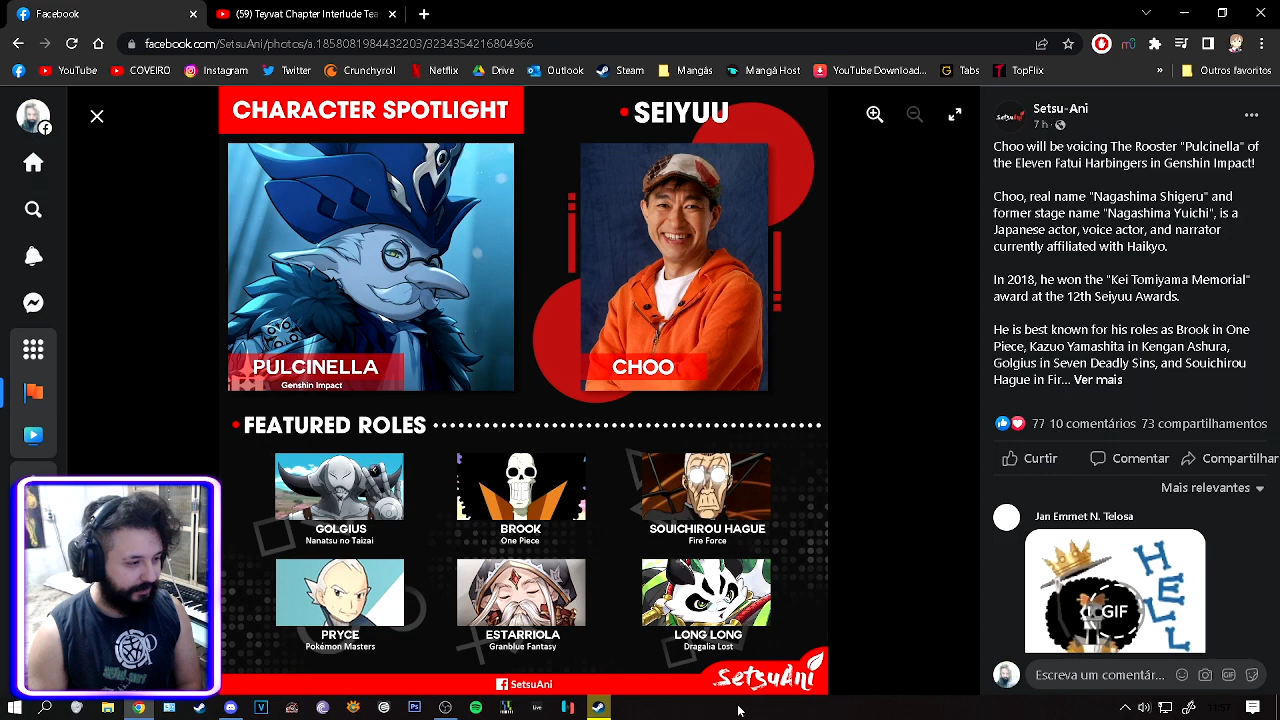 Facebook
(59) Teyvat Chapter Interlude Tea
facebook.com/SetsuAni/photos/a.1858081984432203/3234354216804966
Facebook
YouTube
COVEIRO
Instagram
Twitter
Crunchyroll
Netflix
Drive
Outlook
Steam
Mangás
Mangá Host
YouTube Download...
Tabs
TopFlix
»
Outros favoritos
CHARACTER SPOTLIGHT
SEIYUU
PULCINELLA
Genshin Impact
CHOO
FEATURED ROLES
GOLGIUS
Nanatsu no Taizai
BROOK
One Piece
SOUICHIROU HAGUE
Fire Force
PRYCE
Pokémon Masters
ESTARRIOLA
Granblue Fantasy
LONG LONG
Dragalia Lost
SetsuAni
SetsuAni
Setsu-Ani
7 h ·
Choo will be voicing The Rooster "Pulcinella" of
the Eleven Fatui Harbingers in Genshin Impact!
Choo, real name "Nagashima Shigeru" and
former stage name "Nagashima Yuichi", is a
Japanese actor, voice actor, and narrator
currently affiliated with Haikyo.
In 2018, he won the "Kei Tomiyama Memorial"
award at the 12th Seiyu Awards.
He is best known for his roles as Brook in One
Piece, Kazuo Yamashita in Kengan Ashura,
Golgius in Seven Deadly Sins, and Souichirou
Hague in Fir... Ver mais
77 10 comentários 73 compartilhamentos
Curtir
Comentar
Compartilhar
Mais relevantes
Jan Emmet N. Telosa
HELL
GIF
Escreva um comentár...
11:57